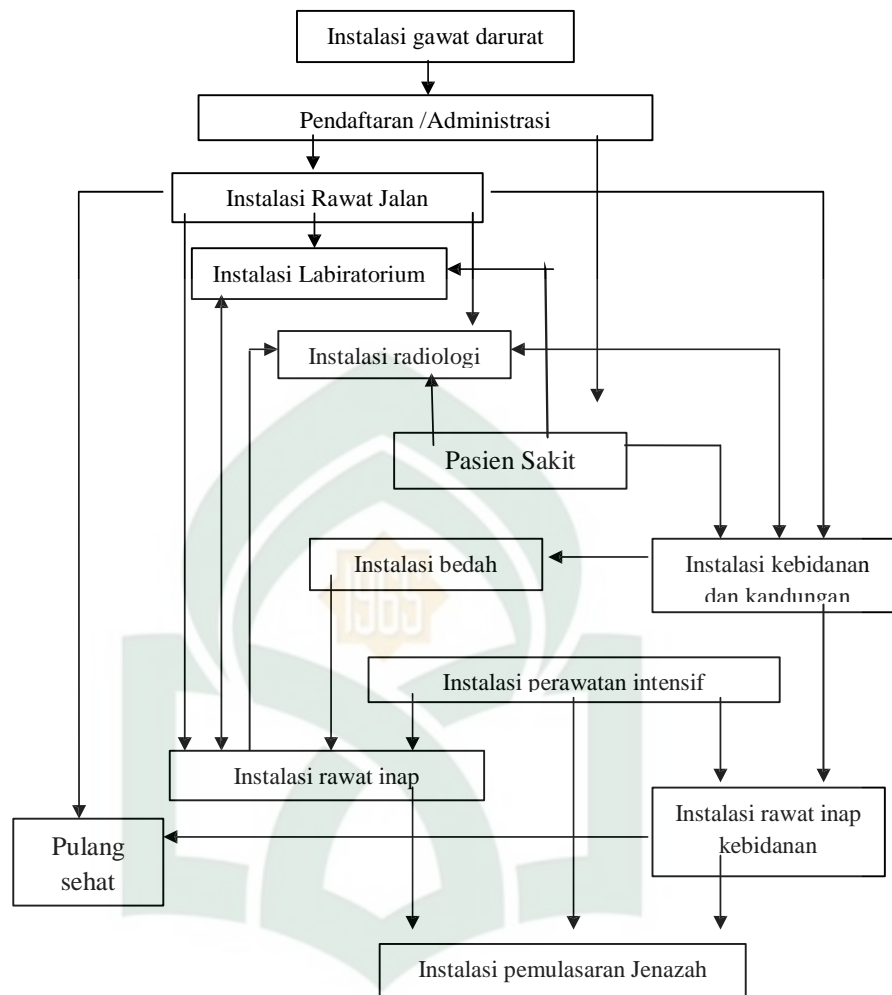 Instalasi gawat darurat
Pendaftaran /Administrasi
Instalasi Rawat Jalan
Instalasi Labiratorium
Instalasi radiologi
Pasien Sakit
Instalasi bedah
Instalasi kebidanan
dan kandungan
1965
Instalasi perawatan intensif
Instalasi rawat inap
Instalasi rawat inap
kebidanan
Pulang
sehat
Instalasi pemulasaran Jenazah